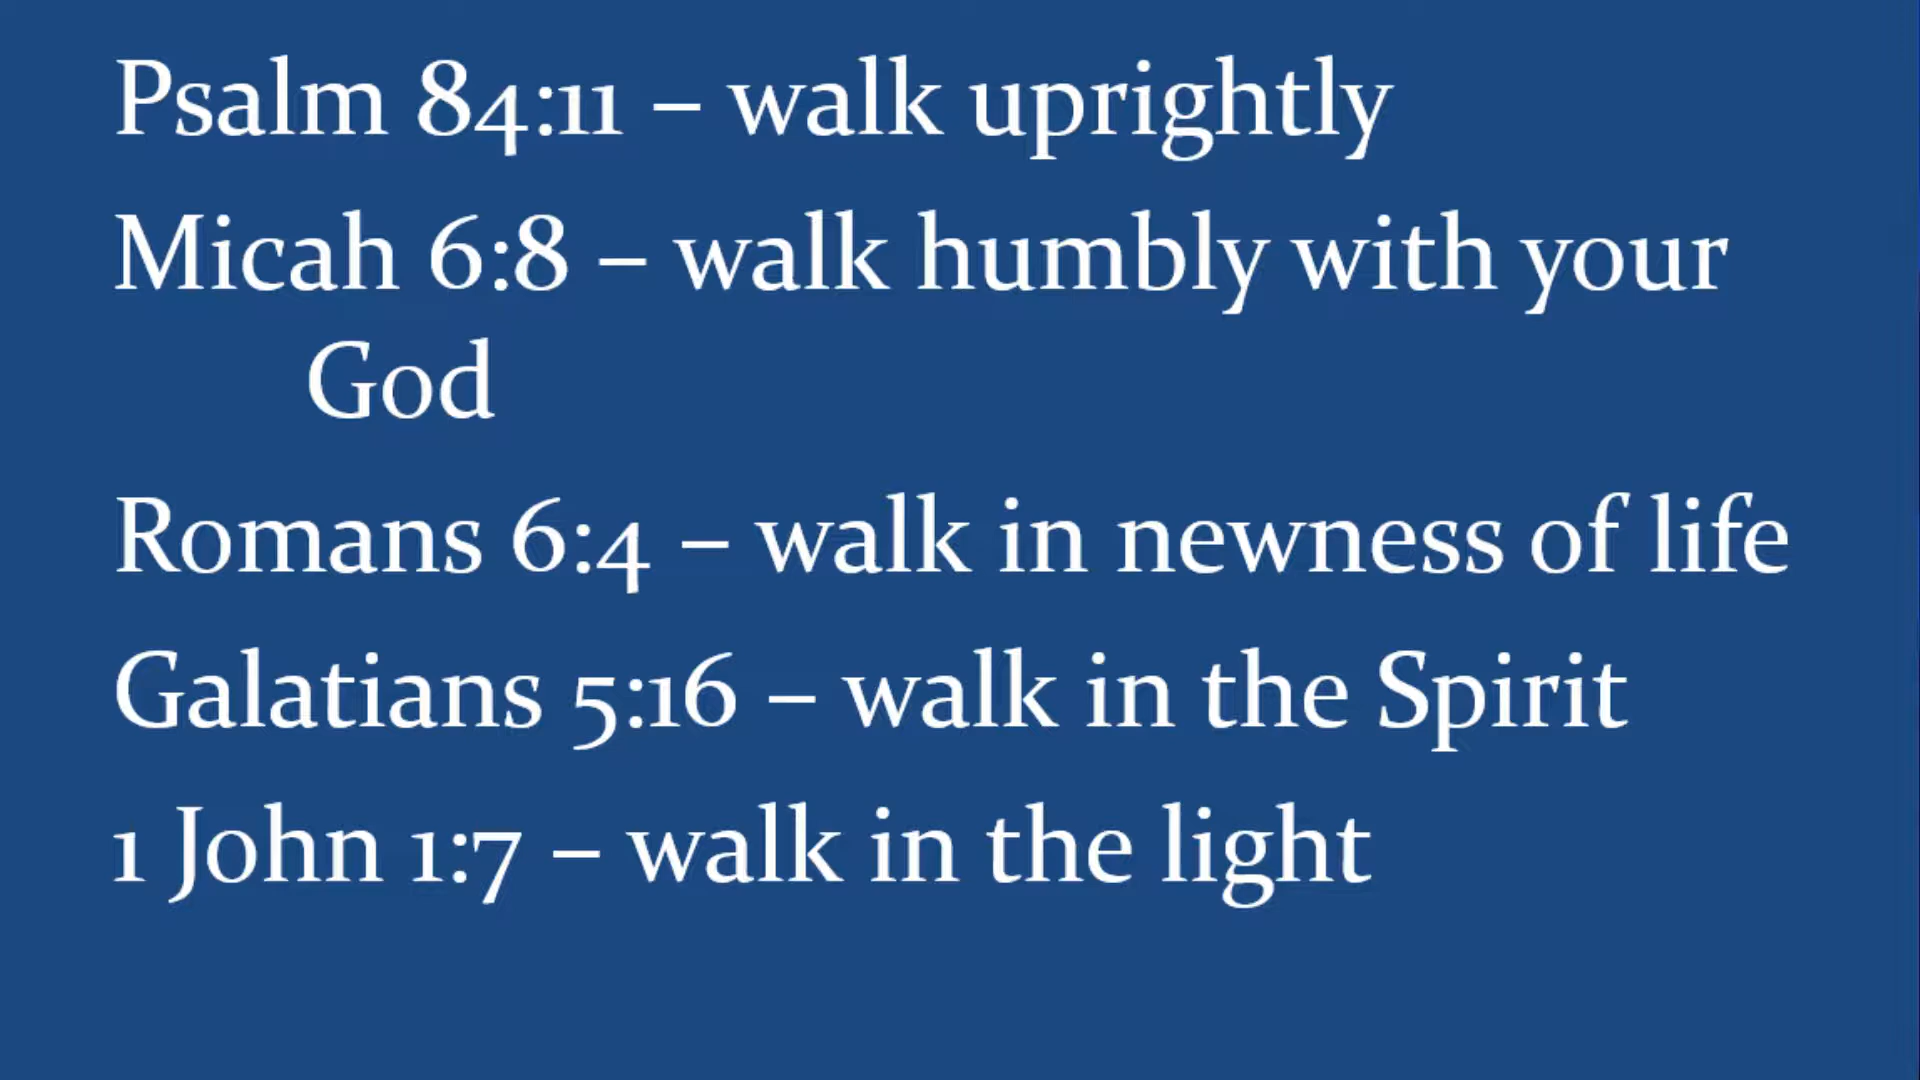 Psalm 84:11 – walk uprightly
Micah 6:8 – walk humbly with your
God
Romans 6:4 – walk in newness of life
Galatians 5:16 – walk in the Spirit
1 John 1:7 – walk in the light